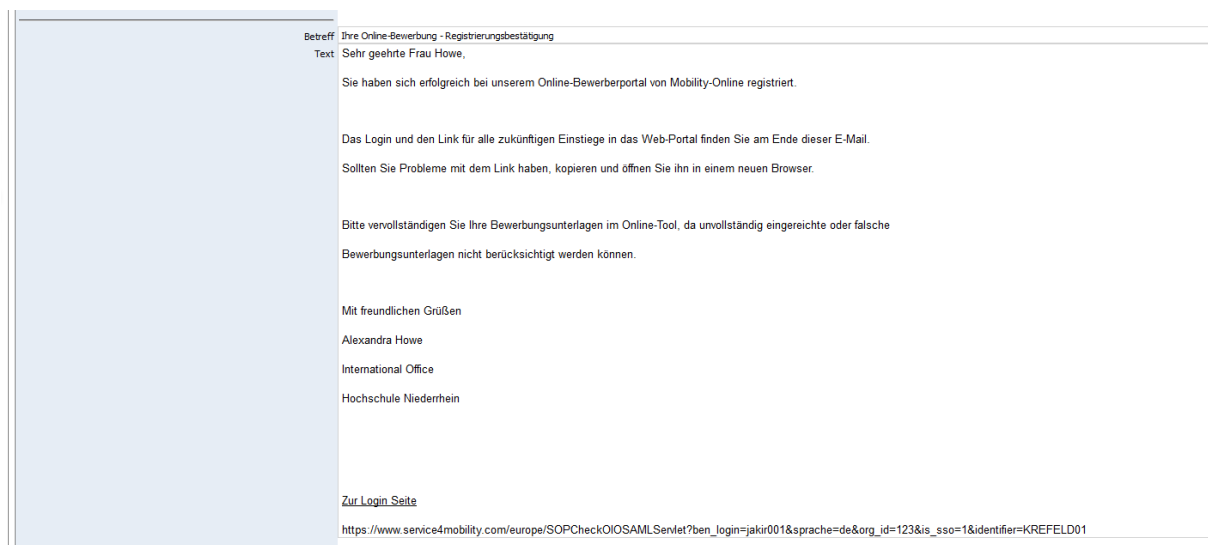 Betreff Ihre Online-Bewerbung - Registrierungsbestätigung
Text Sehr geehrte Frau Howe,
Sie haben sich erfolgreich bei unserem Online-Bewerberportal von Mobility-Online registriert.
Das Login und den Link für alle zukünftigen Einstiege in das Web-Portal finden Sie am Ende dieser E-Mail.
Sollten Sie Probleme mit dem Link haben, kopieren und öffnen Sie ihn in einem neuen Browser.
Bitte vervollständigen Sie Ihre Bewerbungsunterlagen im Online-Tool, da unvollständig eingereichte oder falsche
Bewerbungsunterlagen nicht berücksichtigt werden können.
Mit freundlichen Grüßen
Alexandra Howe
International Office
Hochschule Niederrhein
Zur Login Seite
https://www.service4mobility.com/europe/SOPCheckOIOSAMLServlet?ben_login=jakir001&sprache=de&org_id=123&is_sso=1&identifier=KREFELD01